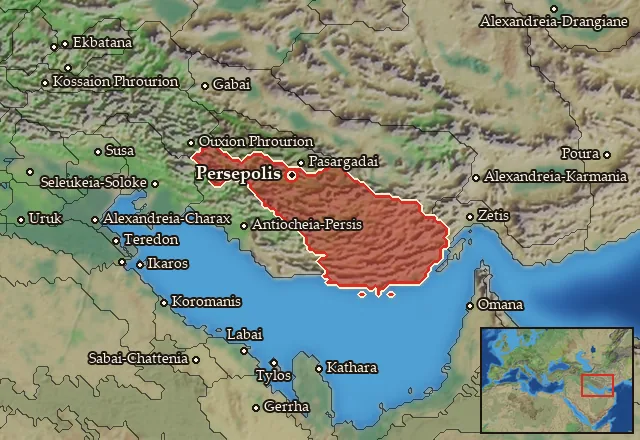 Alexandreia-Drangiane
Ekbatana
Kossaion Phrourion
Gabai
Ouxion Phrourion
Susa
Pasargadai
Poura
Persepolis
Seleukeia-Soloke
Alexandreia-Karmania
Uruk
Alexandreia-Charax
Antiocheia-Persis
Zetis
Teredon
Ikaros
Koromanis
Omana
Labai
Sabai-Chattenia
Tylos
Kathara
Gerrha